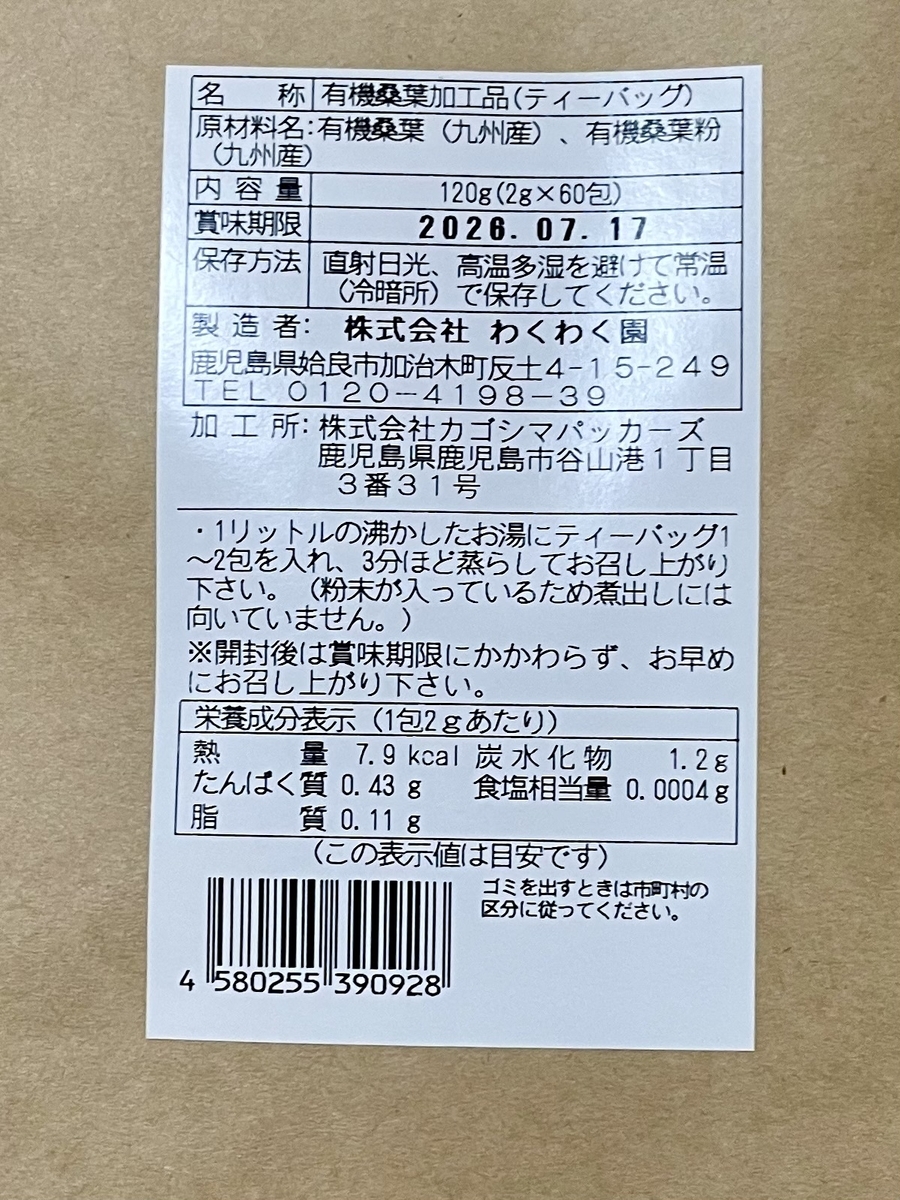 名 称 有機桑葉加工品(ティーバッグ)
原材料名:有機桑葉（九州産）、有機桑葉粉
（九州産）
内容量 120g(2g×60包)
賞味期限 2026.07.17
保存方法 直射日光、高温多湿を避けて常温
（冷暗所）で保存してください。
製造者: 株式会社 わくわく園
鹿児島県姶良市加治木町反土4-15-249
TEL 0120-4198-39
加工所:株式会社カゴシマパッカーズ
鹿児島県鹿児島市谷山港1丁目
3番31号
・1リットルの沸かしたお湯にティーバッグ1
～2包を入れ、3分ほど蒸らしてお召し上がり
下さい。（粉末が入っているため煮出しには
向いていません。）
※開封後は賞味期限にかかわらず、お早め
にお召し上がり下さい。
栄養成分表示（1包2gあたり）
熱量 7.9 kcal 炭水化物 1.2g
たんぱく質 0.43 g 食塩相当量 0.0004g
脂質 0.11 g
（この表示値は目安です）
ゴミを出すときは市町村の
区分に従ってください。
4 580255 390928